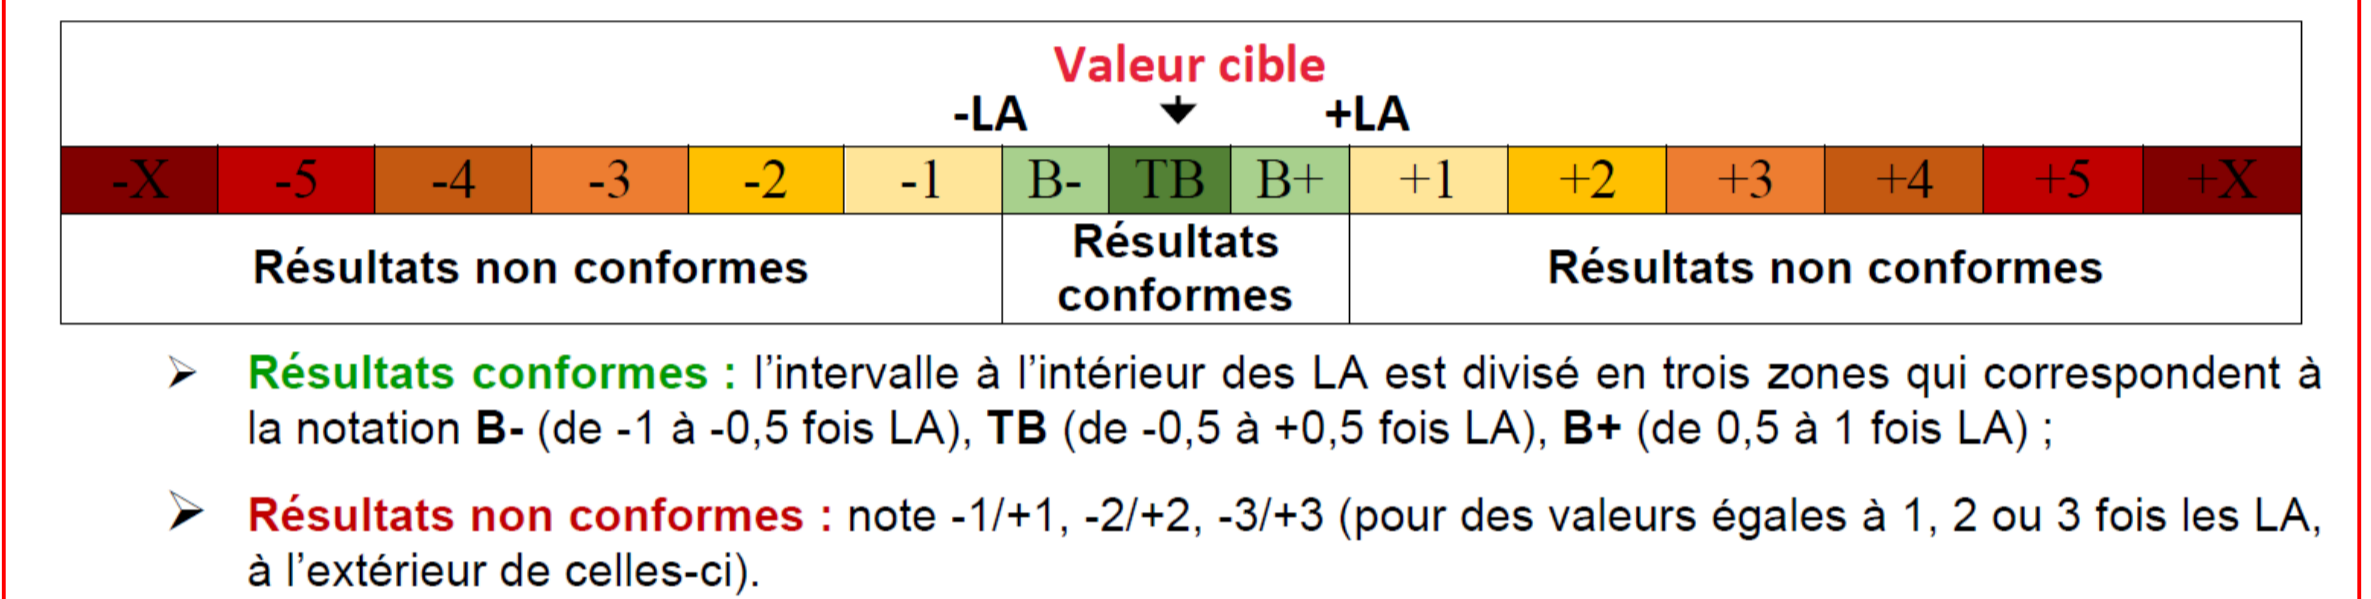 Valeur cible
-LA +LA
-X -5 -4 -3 -2 -1 B- TB B+ +1 +2 +3 +4 +5 +X
Résultats non conformes
Résultats
conformes
Résultats non conformes
➢ Résultats conformes : l'intervalle à l'intérieur des LA est divisé en trois zones qui correspondent à
la notation B- (de -1 à -0,5 fois LA), TB (de -0,5 à +0,5 fois LA), B+ (de 0,5 à 1 fois LA) ;
➢ Résultats non conformes : note -1/+1, -2/+2, -3/+3 (pour des valeurs égales à 1, 2 ou 3 fois les LA,
à l'extérieur de celles-ci).